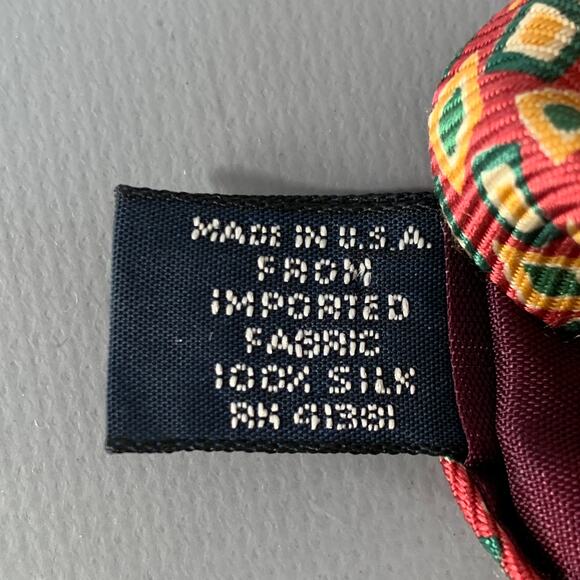 MADE IN U.S.A.
FROM
IMPORTED
FABRIC
100% SILK
RN 41381